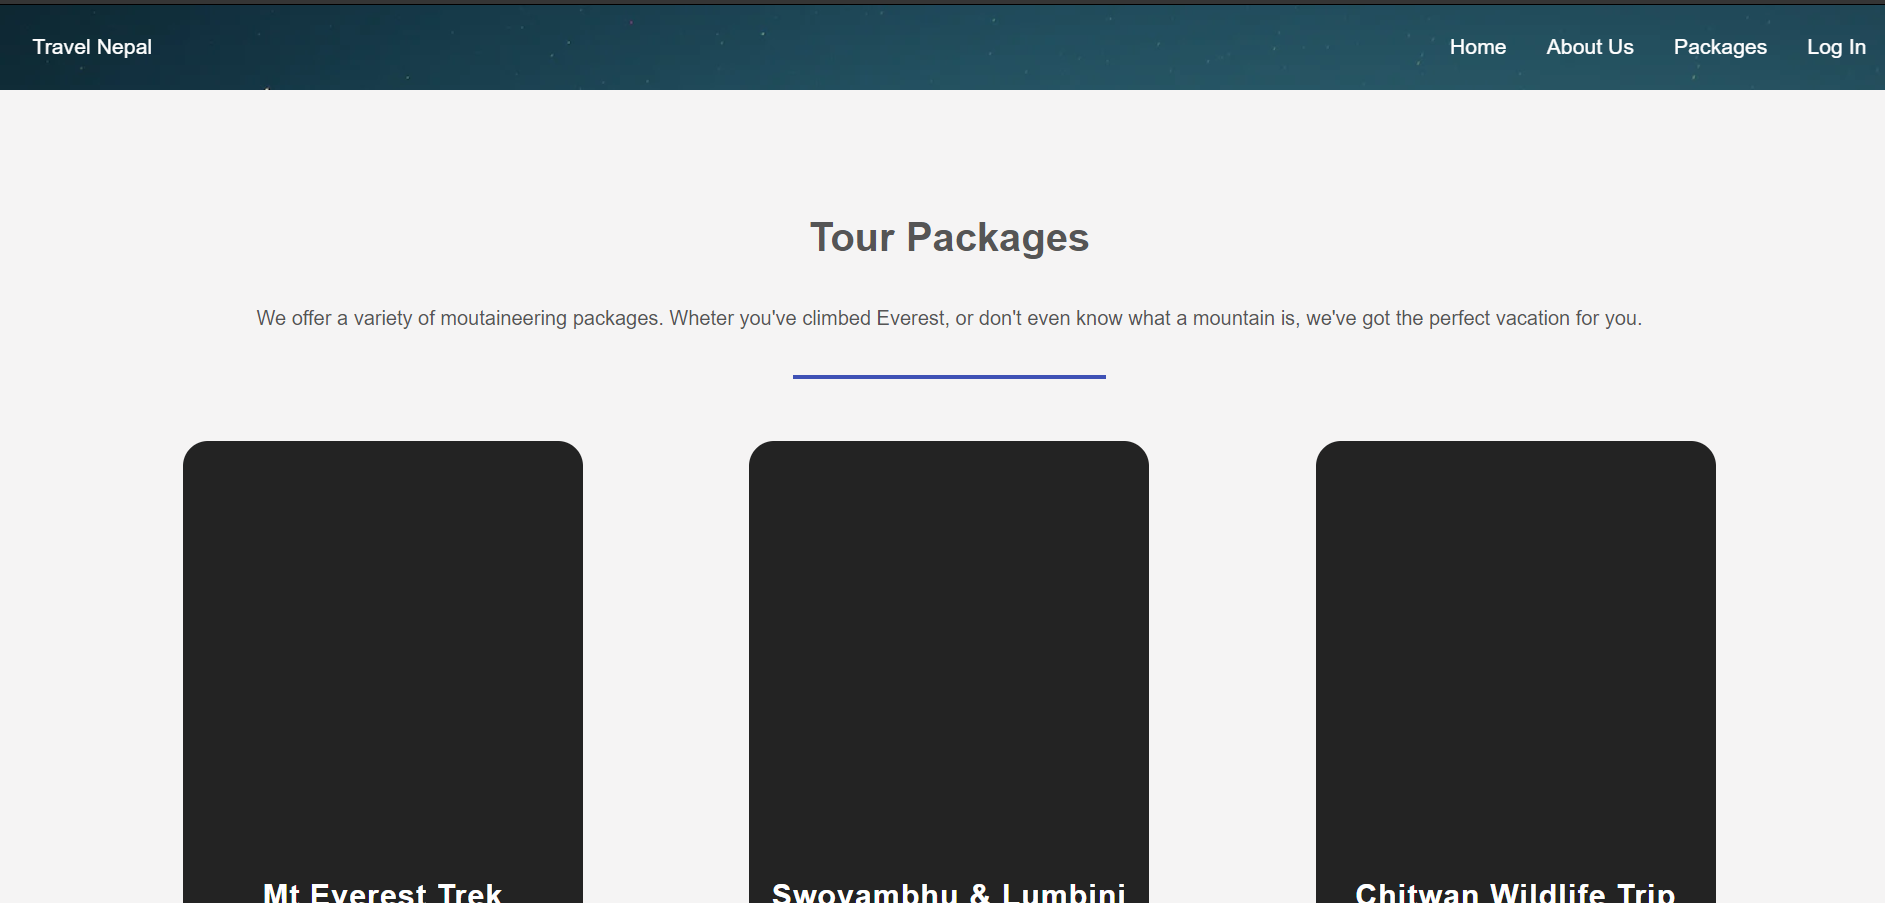 Travel Nepal Home About Us Packages Log In
Tour Packages
We offer a variety of moutaineering packages. Wheter you've climbed Everest, or don't even know what a mountain is, we've got the perfect vacation for you.
Mt Everest Trek
Swoyambhu & Lumbini
Chitwan Wildlife Trip